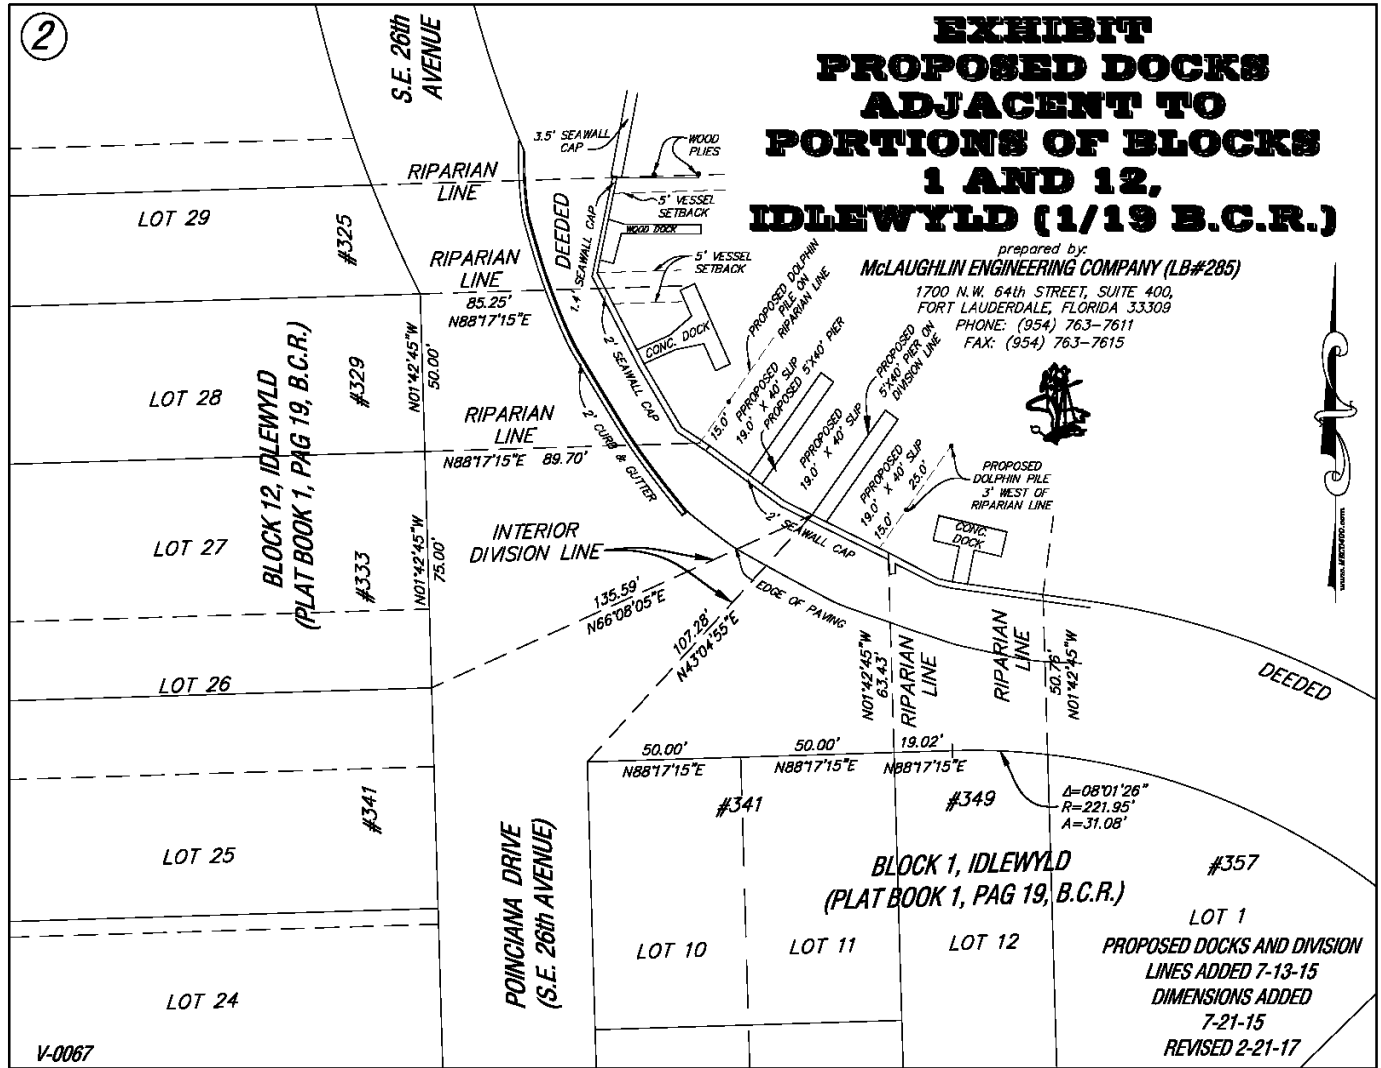 2
S.E. 26th
AVENUE
EXHIBIT
PROPOSED DOCKS
ADJACENT TO
PORTIONS OF BLOCKS
1 AND 12,
IDLEWYLD (1/19 B.C.R.)
prepared by:
McLAUGHLIN ENGINEERING COMPANY (LB#285)
1700 N.W. 64th STREET, SUITE 400,
FORT LAUDERDALE, FLORIDA 33309
PHONE: (954) 763-7611
FAX: (954) 763-7615
3.5' SEAWALL
CAP
WOOD
PLIES
RIPARIAN
LINE
5' VESSEL
SETBACK
WOOD DOCK
DEEDED
1.4' SEAWALL CAP
LOT 29
#325
RIPARIAN
LINE
85.25'
N88°17'15"E
5' VESSEL
SETBACK
CONC. DOCK
2' SEAWALL CAP
2' CURB & GUTTER
PROPOSED DOLPHIN
PILE ON
RIPARIAN LINE
15.0'
PPROPOSED
19.0' X 40' SLIP
PROPOSED 5'X40' PIER
PPROPOSED
19.0' X 40' SLIP
PROPOSED
5'X40' PIER ON
DIVISION LINE
PPROPOSED
19.0' X 40' SLIP
15.0'
25.0'
PROPOSED
DOLPHIN PILE
3' WEST OF
RIPARIAN LINE
CONC.
DOCK
2' SEAWALL CAP
BLOCK 12, IDLEWYLD
(PLAT BOOK 1, PAG 19, B.C.R.)
LOT 28
#329
N01°42'45"W
50.00'
RIPARIAN
LINE
N88°17'15"E 89.70'
LOT 27
#333
N01°42'45"W
75.00'
INTERIOR
DIVISION LINE
135.59'
N66°08'05"E
107.28'
N43°04'55"E
EDGE OF PAVING
N01°42'45"W
63.43'
RIPARIAN
LINE
RIPARIAN
LINE
50.76'
N01°42'45"W
DEEDED
LOT 26
50.00'
N88°17'15"E
50.00'
N88°17'15"E
19.02'
N88°17'15"E
#341
#341
#349
Δ=08°01'26"
R=221.95'
A=31.08'
LOT 25
POINCIANA DRIVE
(S.E. 26th AVENUE)
BLOCK 1, IDLEWYLD
(PLAT BOOK 1, PAG 19, B.C.R.)
#357
LOT 1
LOT 10
LOT 11
LOT 12
PROPOSED DOCKS AND DIVISION
LINES ADDED 7-13-15
DIMENSIONS ADDED
7-21-15
REVISED 2-21-17
LOT 24
V-0067